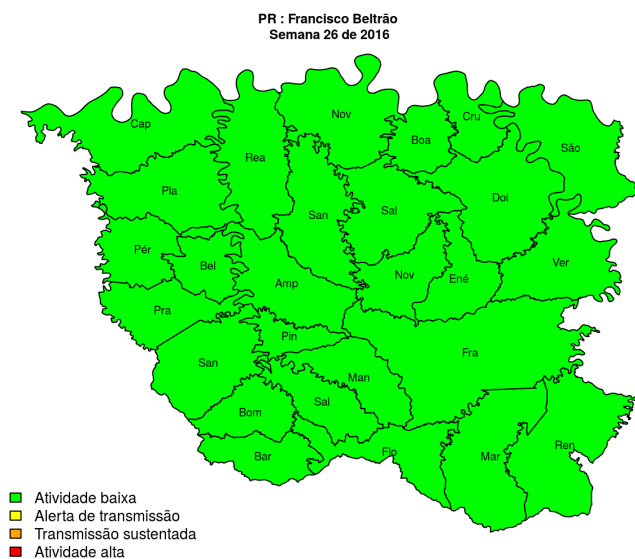 PR : Francisco Beltrão
Semana 26 de 2016
Cap
Nov
Cru
Boa
São
Rea
Pla
Doi
San
Sal
Pér
Bel
Ver
Nov
Ené
Amp
Pra
Pin
Fra
San
Man
Sal
Bom
Ren
Flo
Bar
Mar
Atividade baixa
Alerta de transmissão
Transmissão sustentada
Atividade alta